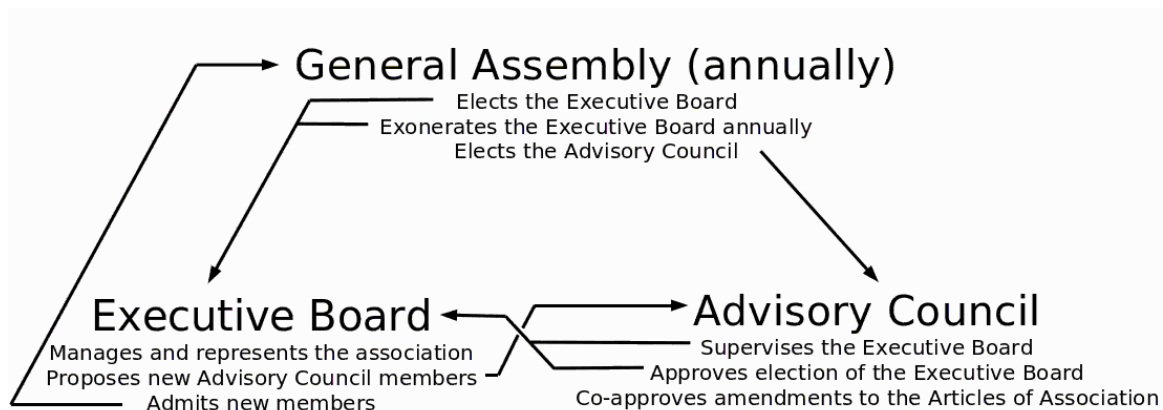 General Assembly (annually)
Elects the Executive Board
Exonerates the Executive Board annually
Elects the Advisory Council
Executive Board
Manages and represents the association
Proposes new Advisory Council members
Admits new members
Advisory Council
Supervises the Executive Board
Approves election of the Executive Board
Co-approves amendments to the Articles of Association